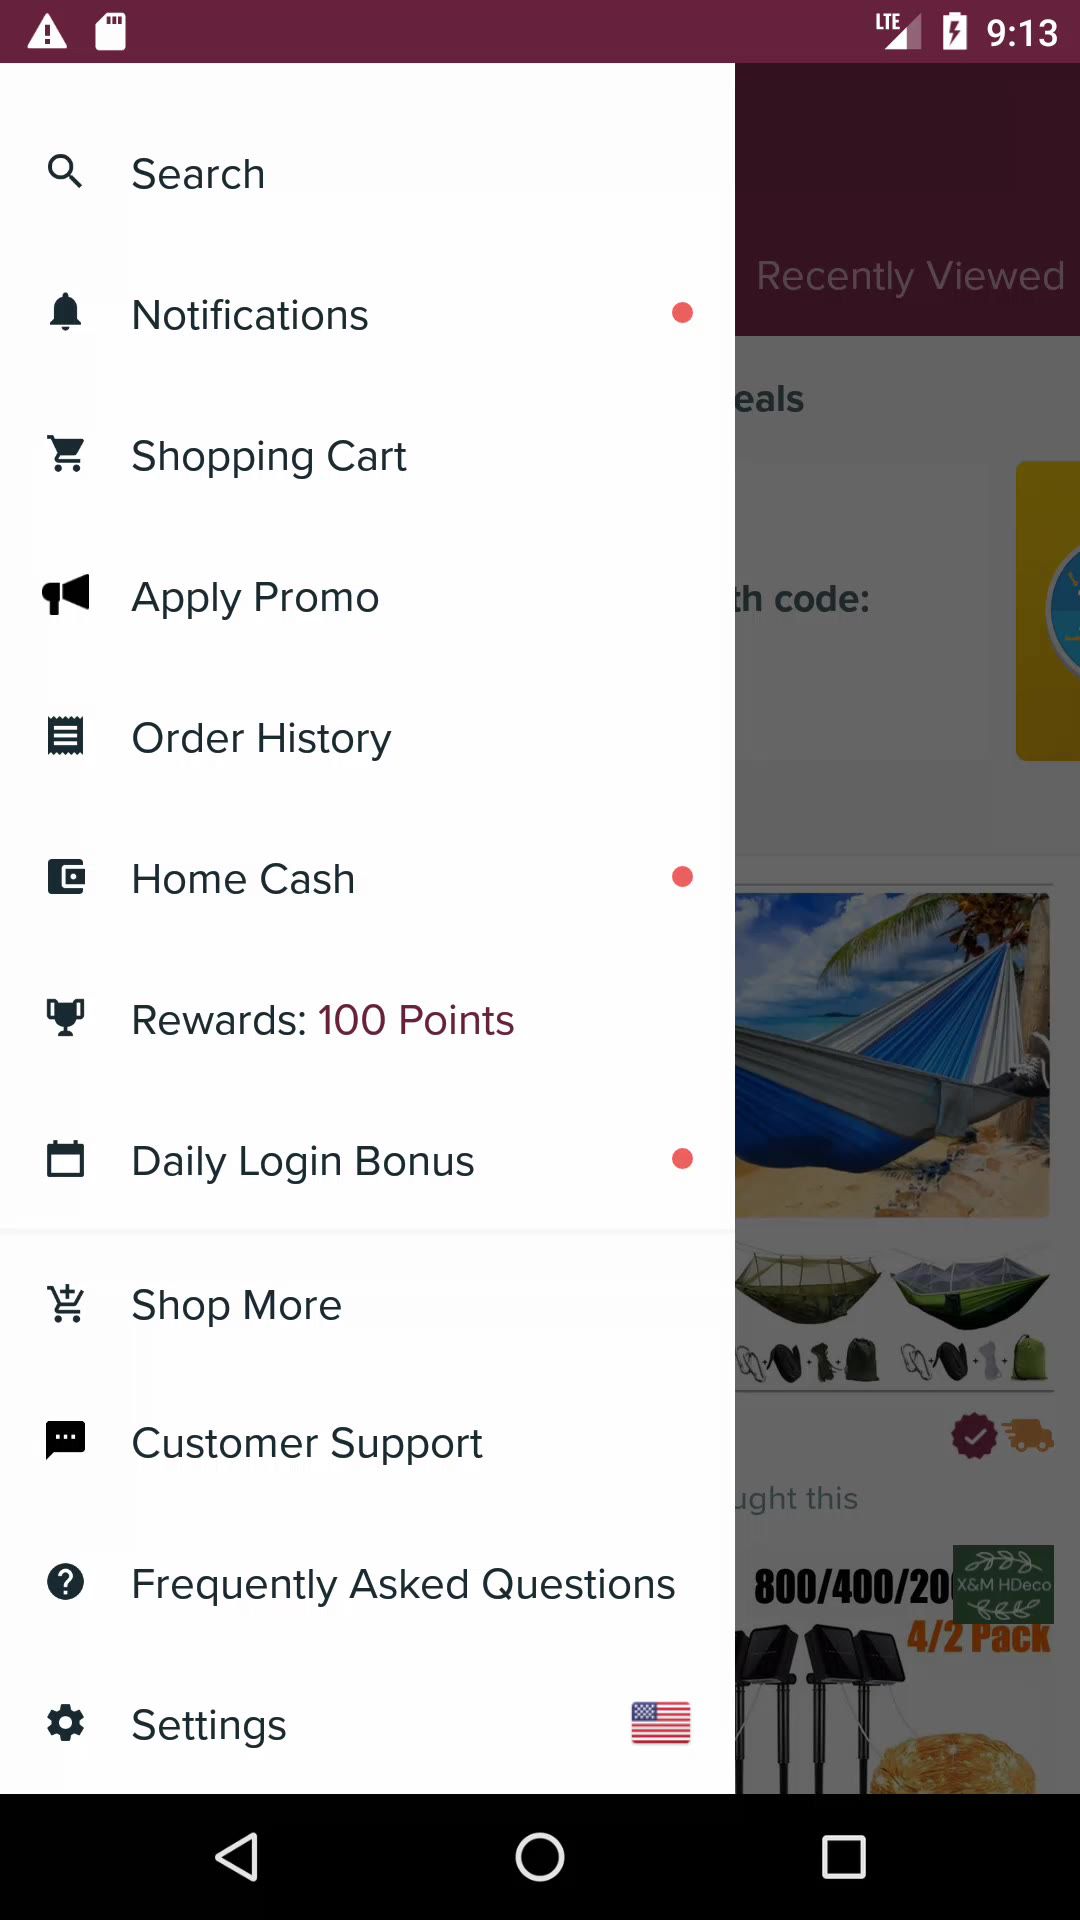 LTE 9:13
Search
Recently Viewed
Notifications
eals
Shopping Cart
Apply Promo
th code:
Order History
Home Cash
Rewards: 100 Points
Daily Login Bonus
Shop More
Customer Support
ught this
Frequently Asked Questions
800/400/20
X&M HDeco
4/2 Pack
Settings